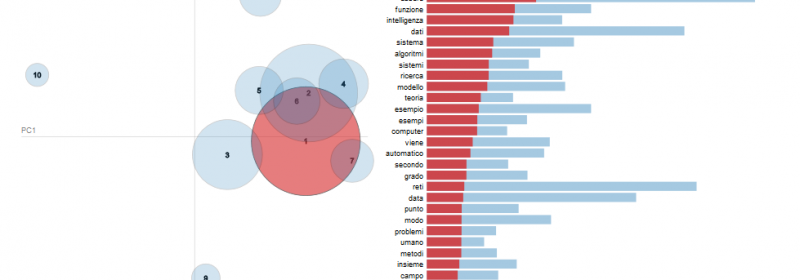 10
5
2
4
6
PC1
1
3
7
9
funzione
intelligenza
dati
sistema
algoritmi
sistemi
ricerca
modello
teoria
esempio
esempi
computer
viene
automatico
secondo
grado
reti
data
punto
modo
problemi
umano
metodi
insieme
campo